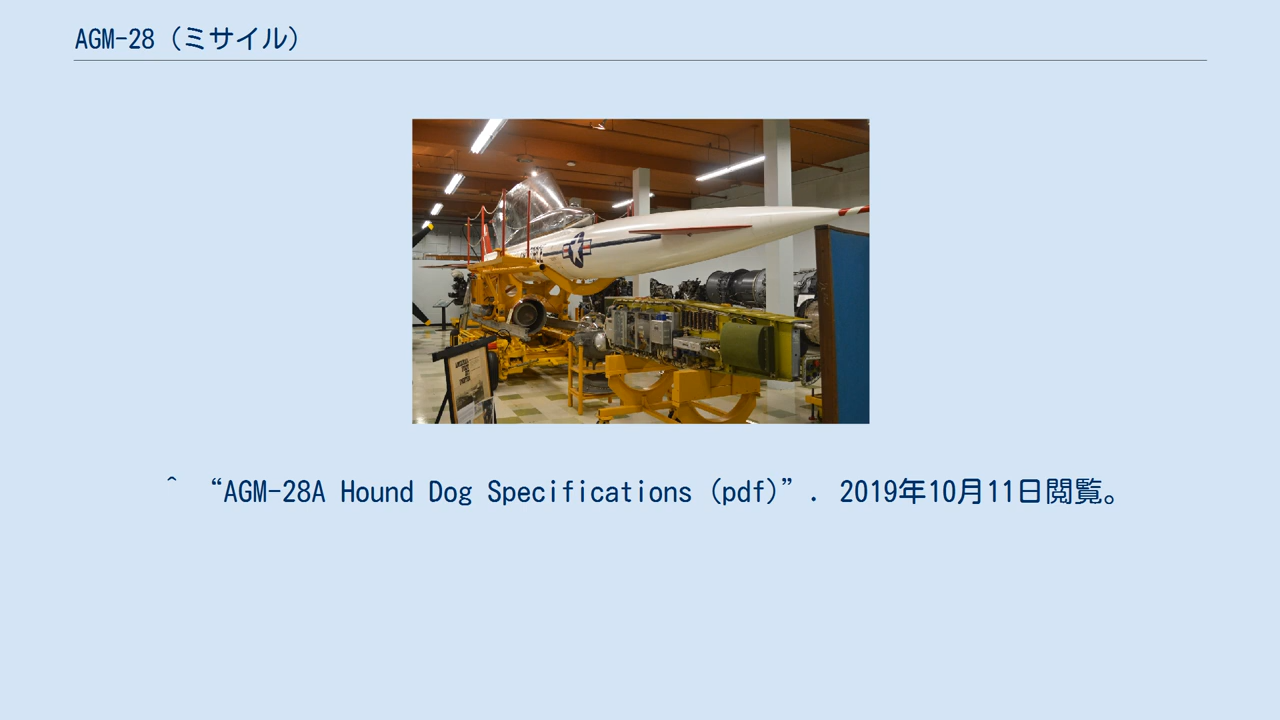 AGM-28 (ミサイル)
^ “AGM-28A Hound Dog Specifications (pdf)”. 2019年10月11日閲覧。